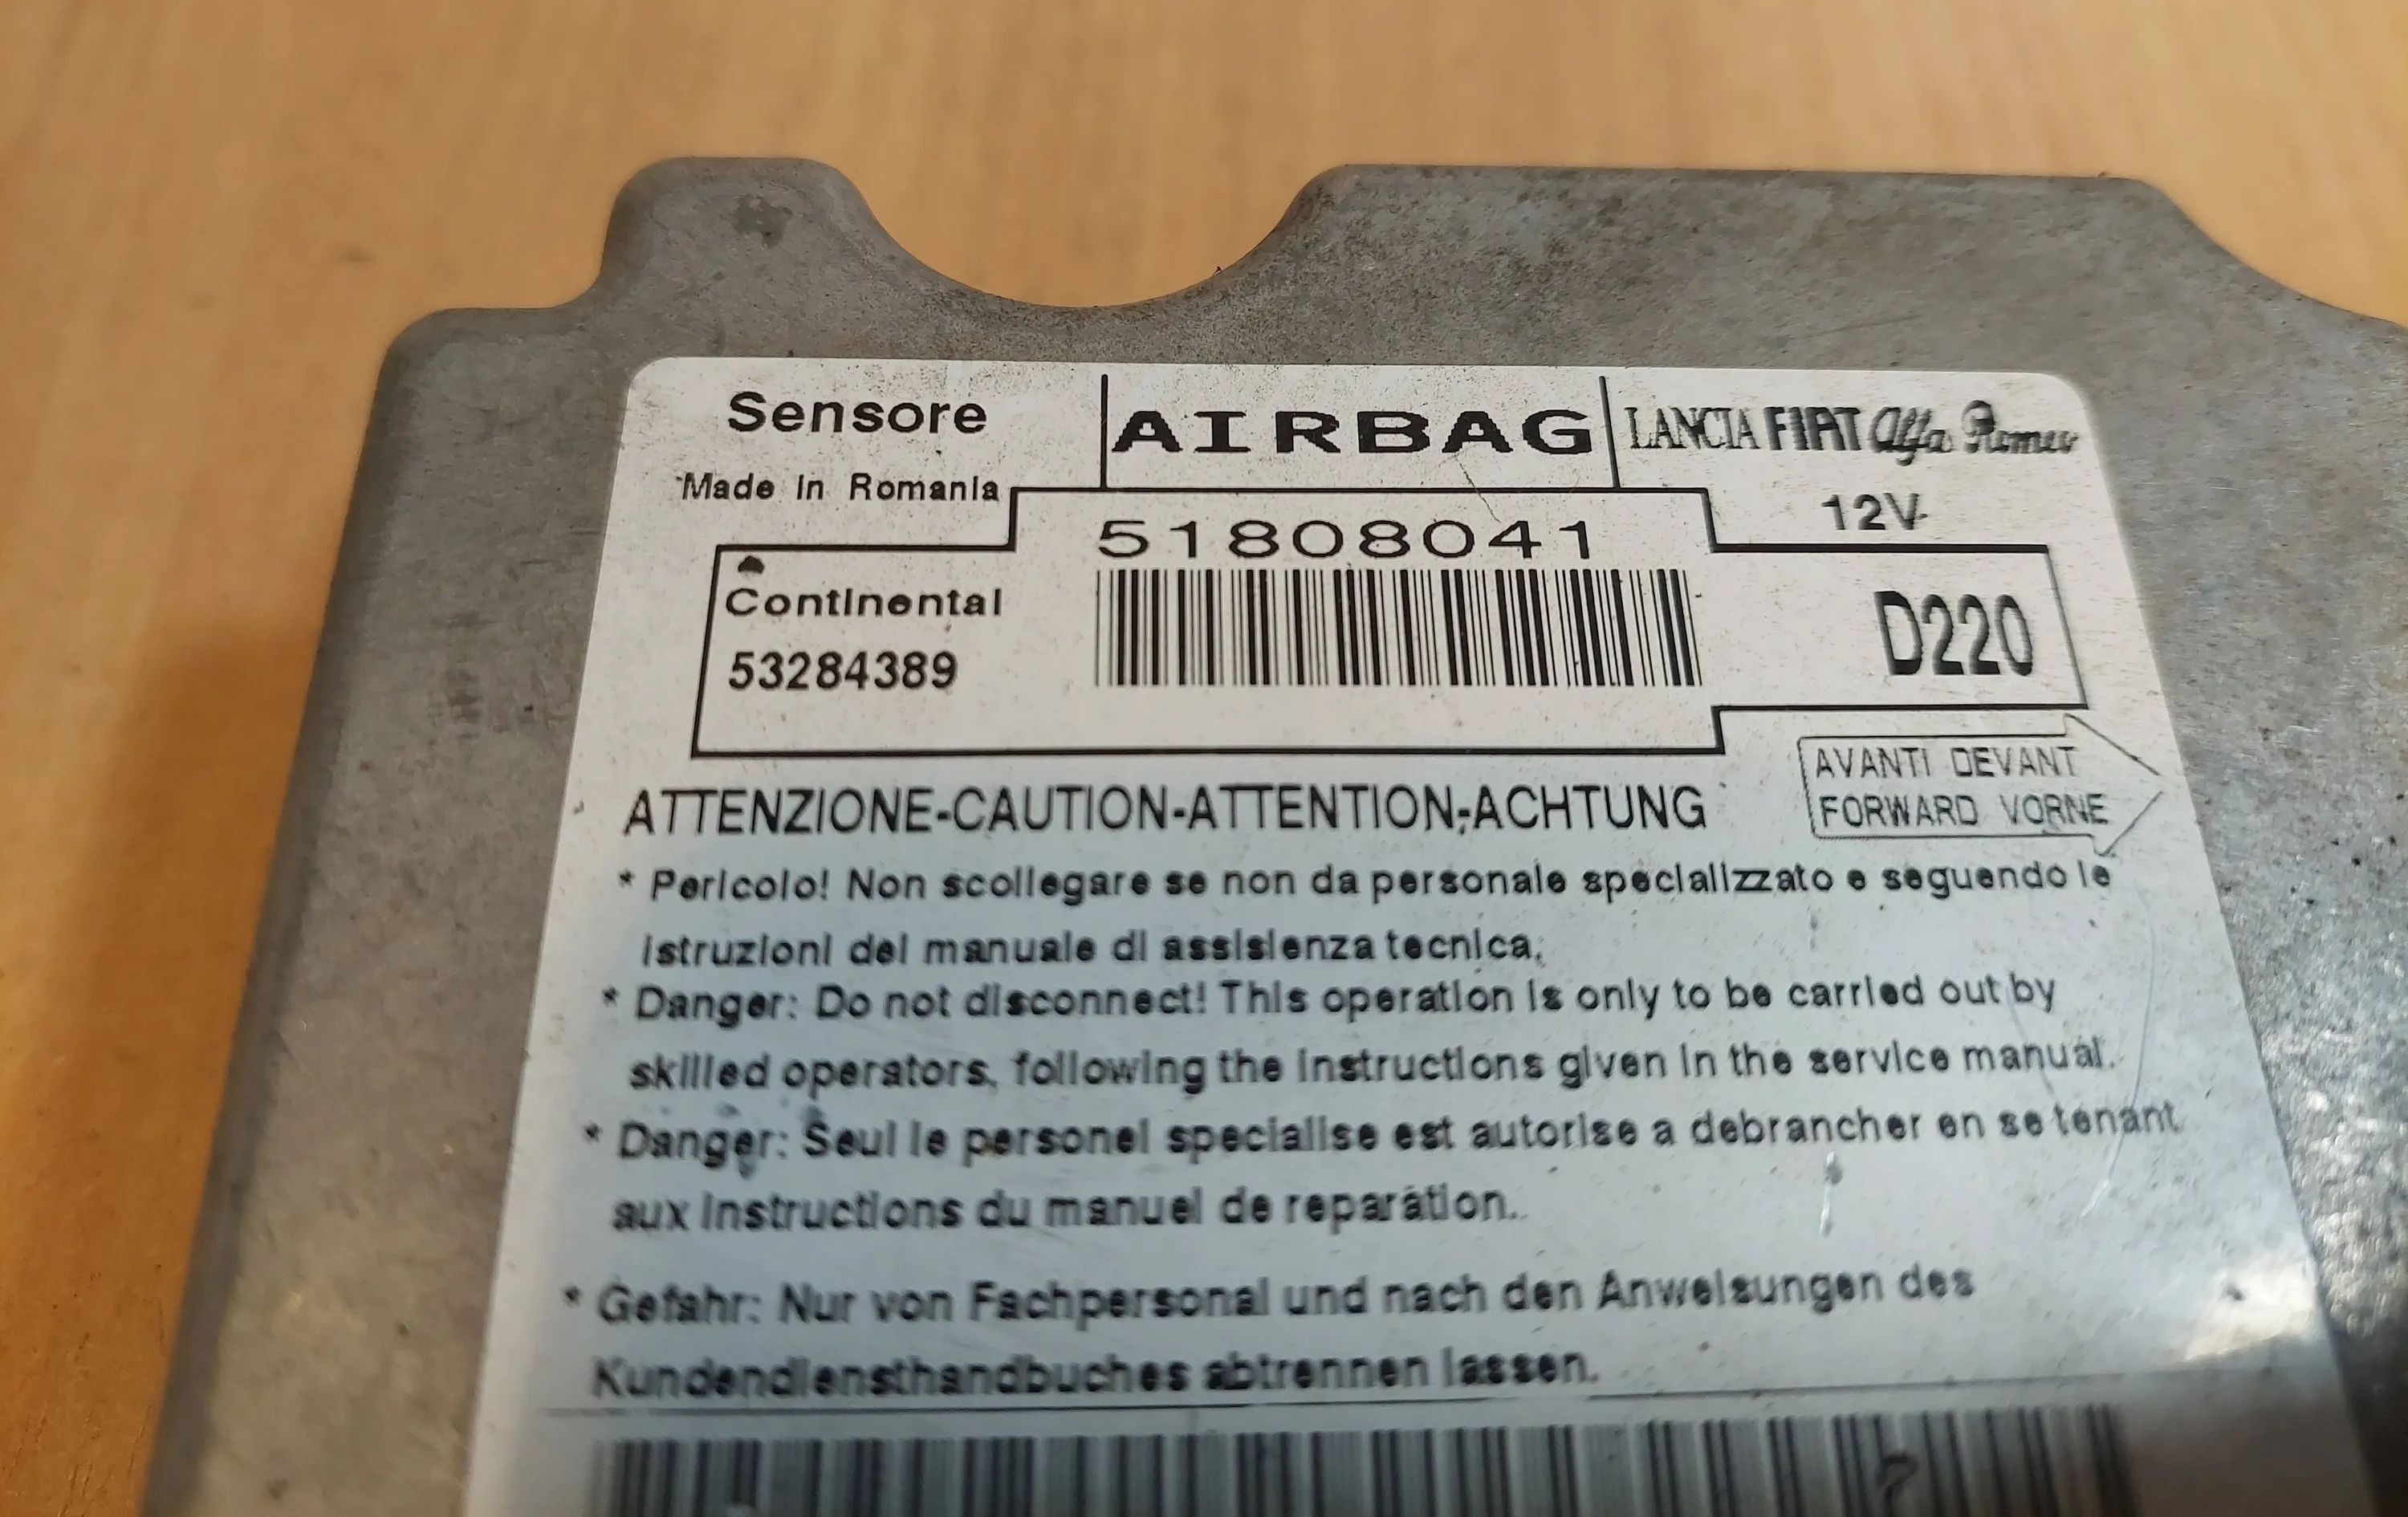 Sensore
AIRBAG
LANCIA FIAT Alfa Romeo
Made in Romania
12V
51808041
Continental
53284389
D220
AVANTI DEVANT
FORWARD VORNE
ATTENZIONE-CAUTION-ATTENTION-ACHTUNG
* Pericolo! Non scollegare se non da personale specializzato e seguendo le
istruzioni del manuale di assisienza tecnica.
* Danger: Do not disconnect! This operation is only to be carried out by
skilled operators, following the instructions given in the service manual.
* Danger: Seul le personel specialise est autorise a debrancher en se tenant
aux instructions du manuel de reparation.
* Gefahr: Nur von Fachpersonal und nach den Anweisungen des
Kundendiensthandbuches abtrennen lassen.